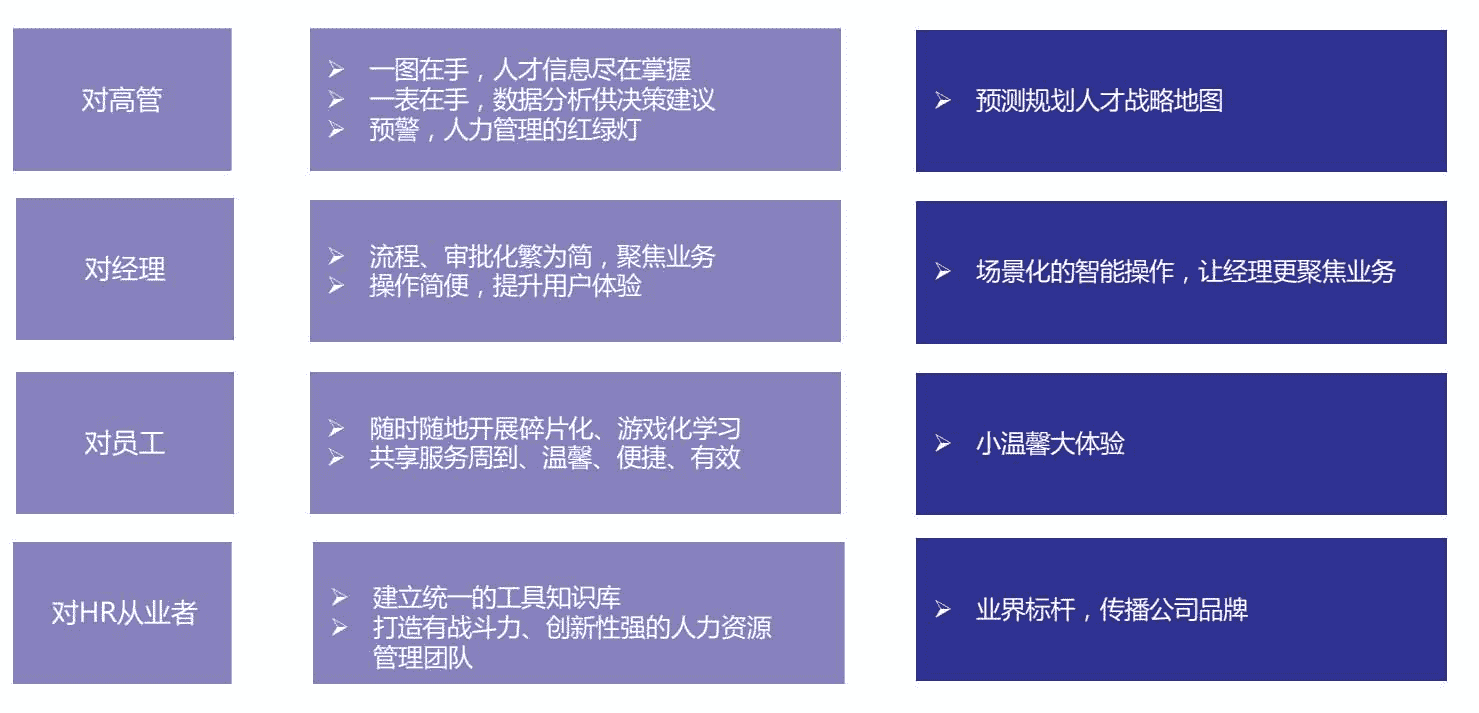 对高管
➢ 一图在手，人才信息尽在掌握
➢ 一表在手，数据分析供决策建议
➢ 预警，人力管理的红绿灯
➢ 预测规划人才战略地图
对经理
➢ 流程、审批化繁为简，聚焦业务
➢ 操作简便，提升用户体验
➢ 场景化的智能操作，让经理更聚焦业务
对员工
➢ 随时随地开展碎片化、游戏化学习
➢ 共享服务周到、温馨、便捷、有效
➢ 小温馨大体验
对HR从业者
➢ 建立统一的工具知识库
➢ 打造有战斗力、创新性强的人力资源
管理团队
➢ 业界标杆，传播公司品牌